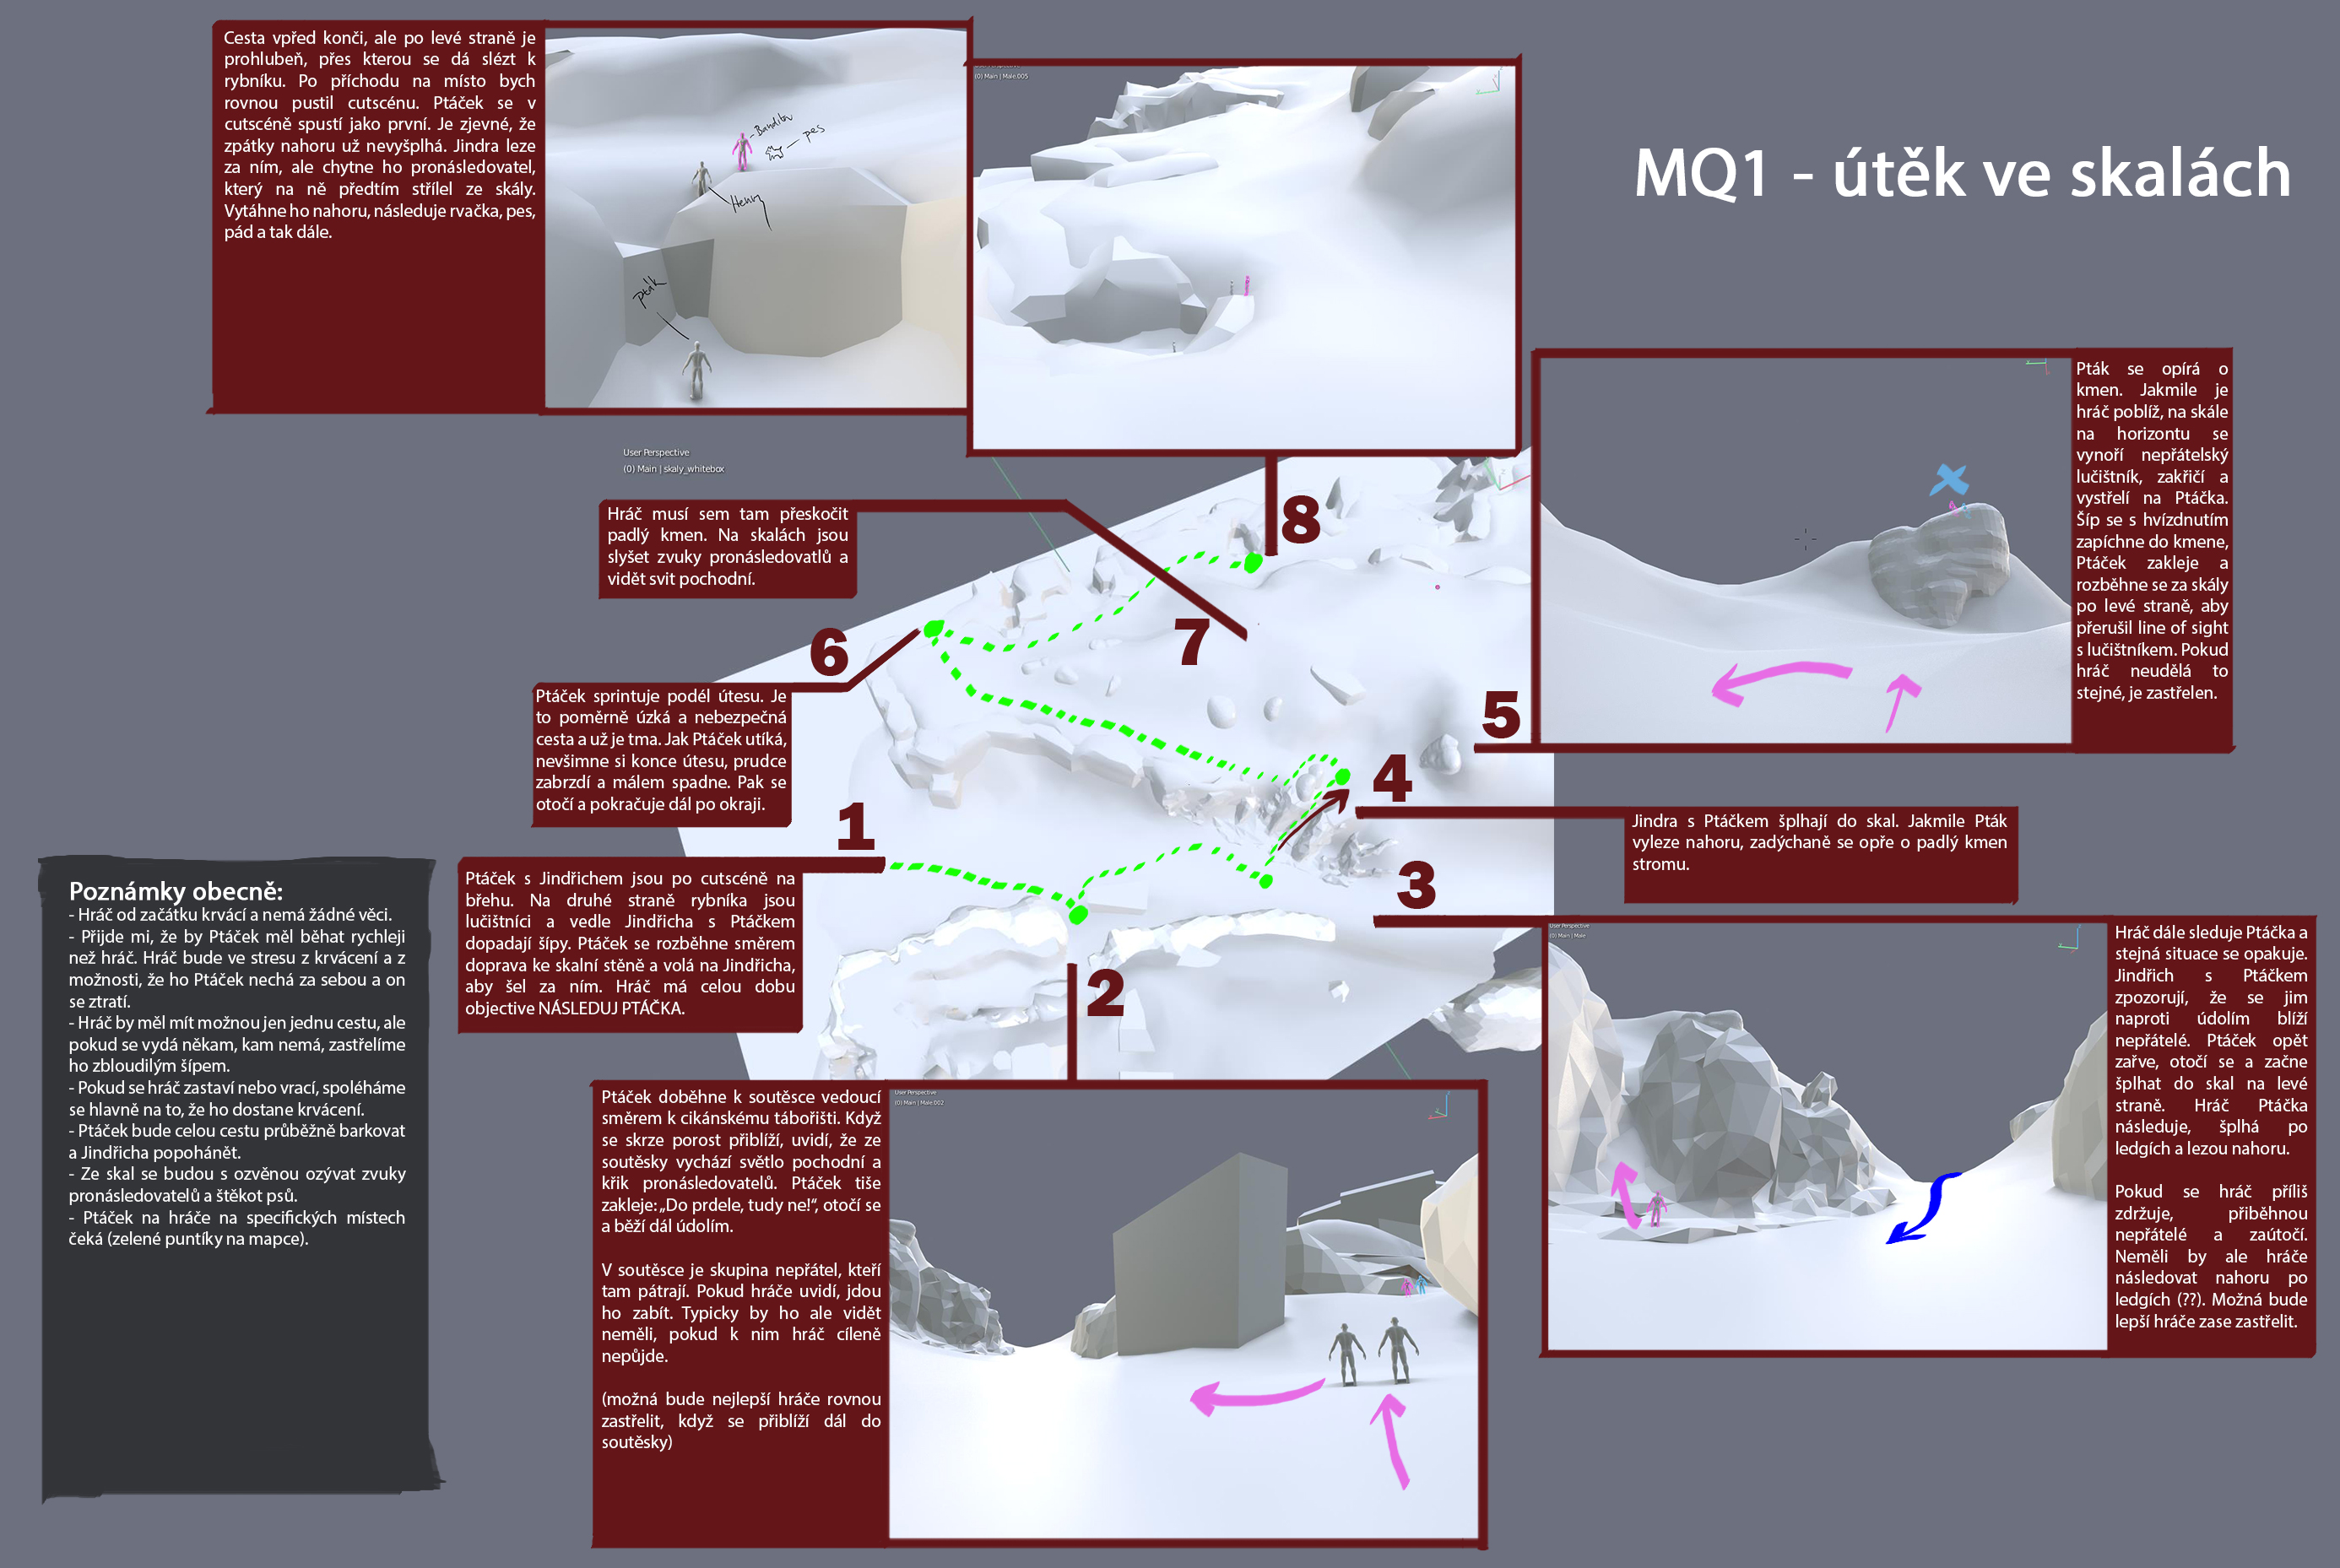 MQ1 - útěk ve skalách
Cesta vpřed konči, ale po levé straně je
prohlubeň, přes kterou se dá slézt k
rybníku. Po příchodu na místo bych
rovnou pustil cutscénu. Ptáček se v
cutscéně spustí jako první. Je zjevné, že
zpátky nahoru už nevyšplhá. Jindra leze
za ním, ale chytne ho pronásledovatel,
který na ně předtím střílel ze skály.
Vytáhne ho nahoru, následuje rvačka, pes,
pád a tak dále.
Bandita
pes
Henry
pták
(0) Main | Male.005
Pták se opírá o
kmen. Jakmile je
hráč poblíž, na skále
na horizontu se
vynoří nepřátelský
lučištník, zakřičí a
vystřelí na Ptáčka.
Šíp se s hvízdnutím
zapíchne do kmene,
Ptáček zakleje a
rozběhne se za skály
po levé straně, aby
přerušil line of sight
s lučištníkem. Pokud
hráč neudělá to
stejné, je zastřelen.
User Perspective
(0) Main | skaly_whitebox
Hráč musí sem tam přeskočit
padlý kmen. Na skalách jsou
slyšet zvuky pronásledovatlů a
vidět svit pochodní.
8
7
6
Ptáček sprintuje podél útesu. Je
to poměrně úzká a nebezpečná
cesta a už je tma. Jak Ptáček utíká,
nevšimne si konce útesu, prudce
zabrzdí a málem spadne. Pak se
otočí a pokračuje dál po okraji.
5
4
Jindra s Ptáčkem šplhají do skal. Jakmile Pták
vyleze nahoru, zadýchaně se opře o padlý kmen
stromu.
1
Ptáček s Jindřichem jsou po cutscéně na
břehu. Na druhé straně rybníka jsou
lučištníci a vedle Jindřicha s Ptáčkem
dopadají šípy. Ptáček se rozběhne směrem
doprava ke skalní stěně a volá na Jindřicha,
aby šel za ním. Hráč má celou dobu
objective NÁSLEDUJ PTÁČKA.
3
2
Poznámky obecně:
- Hráč od začátku krvácí a nemá žádné věci.
- Přijde mi, že by Ptáček měl běhat rychleji
než hráč. Hráč bude ve stresu z krvácení a z
možnosti, že ho Ptáček nechá za sebou a on
se ztratí.
- Hráč by měl mít možnou jen jednu cestu, ale
pokud se vydá někam, kam nemá, zastřelíme
ho zbloudilým šípem.
- Pokud se hráč zastaví nebo vrací, spoléháme
se hlavně na to, že ho dostane krvácení.
- Ptáček bude celou cestu průběžně barkovat
a Jindřicha popohánět.
- Ze skal se budou s ozvěnou ozývat zvuky
pronásledovatelů a štěkot psů.
- Ptáček na hráče na specifických místech
čeká (zelené puntíky na mapce).
Ptáček doběhne k soutěsce vedoucí
směrem k cikánskému tábořišti. Když
se skrze porost přiblíží, uvidí, že ze
soutěsky vychází světlo pochodní a
křik pronásledovatelů. Ptáček tiše
zakleje: „Do prdele, tudy ne!“, otočí se
a běží dál údolím.
V soutěsce je skupina nepřátel, kteří
tam pátrají. Pokud hráče uvidí, jdou
ho zabít. Typicky by ho ale vidět
neměli, pokud k nim hráč cíleně
nepůjde.
(možná bude nejlepší hráče rovnou
zastřelit, když se přiblíží dál do
soutěsky)
User Perspective
(0) Main | Male.002
User Perspective
(0) Main | Male
Hráč dále sleduje Ptáčka a
stejná situace se opakuje.
Jindřich s Ptáčkem
zpozorují, že se jim
naproti údolím blíží
nepřátelé. Ptáček opět
zařve, otočí se a začne
šplhat do skal na levé
straně. Hráč Ptáčka
následuje, šplhá po
ledgích a lezou nahoru.
Pokud se hráč příliš
zdržuje, přiběhnou
nepřátelé a zaútočí.
Neměli by ale hráče
následovat nahoru po
ledgích (??). Možná bude
lepší hráče zase zastřelit.